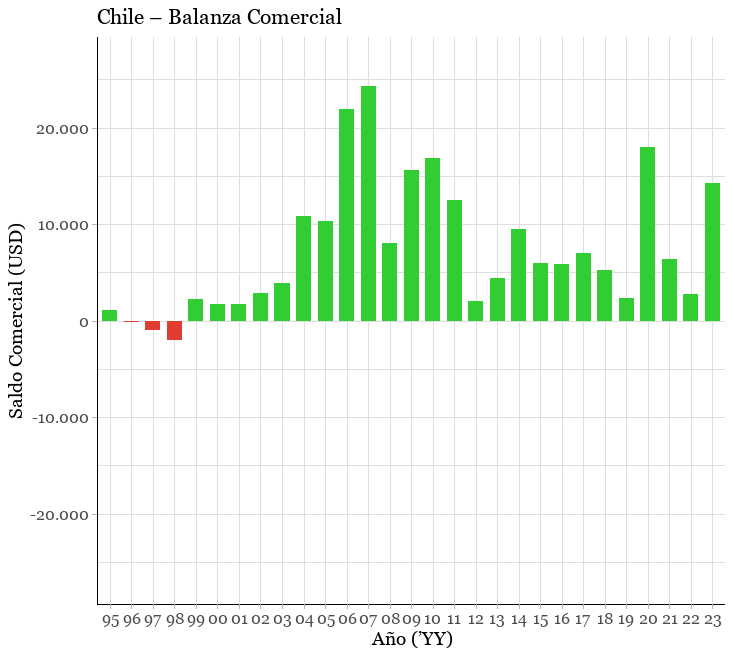 Chile – Balanza Comercial
Saldo Comercial (USD)
20.000
10.000
0
-10.000
-20.000
95 96 97 98 99 00 01 02 03 04 05 06 07 08 09 10 11 12 13 14 15 16 17 18 19 20 21 22 23
Año ('YY)